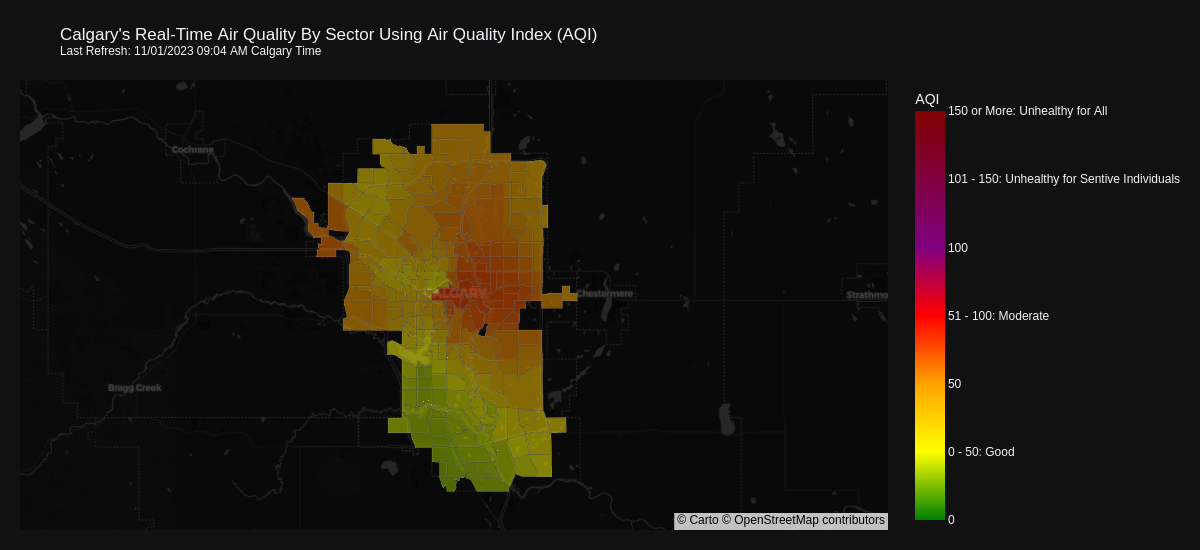 Calgary's Real-Time Air Quality By Sector Using Air Quality Index (AQI)
Last Refresh: 11/01/2023 09:04 AM Calgary Time
AQI
150 or More: Unhealthy for All
Cochrane
101 - 150: Unhealthy for Sentive Individuals
100
CALGARY
Chestermere
Strathmo
51 - 100: Moderate
50
Bragg Creek
0 - 50: Good
0
© Carto © OpenStreetMap contributors